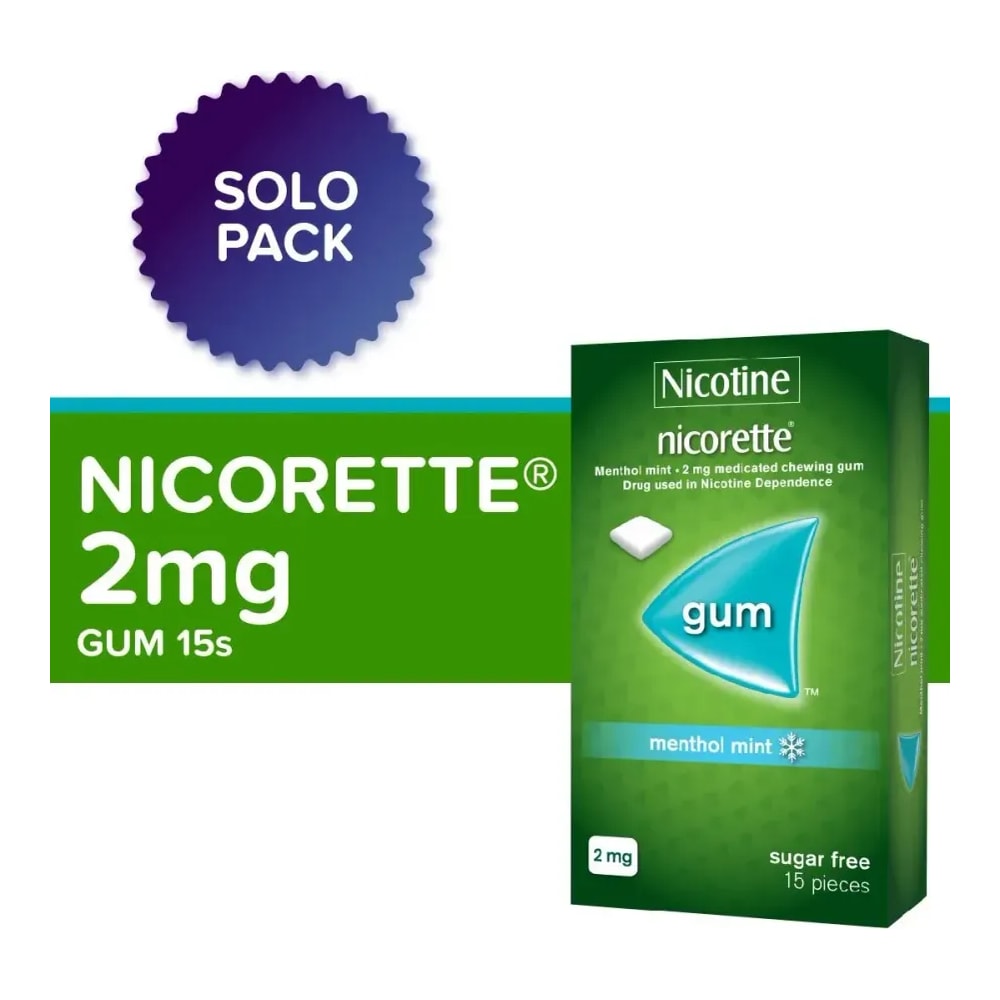 SOLO
PACK
NICORETTE®
2mg
GUM 15s
Nicotine
nicorette®
Menthol mint • 2 mg medicated chewing gum
Drug used in Nicotine Dependence
gum
TM
menthol mint
2 mg
sugar free
15 pieces
Nicotine
nicorette®